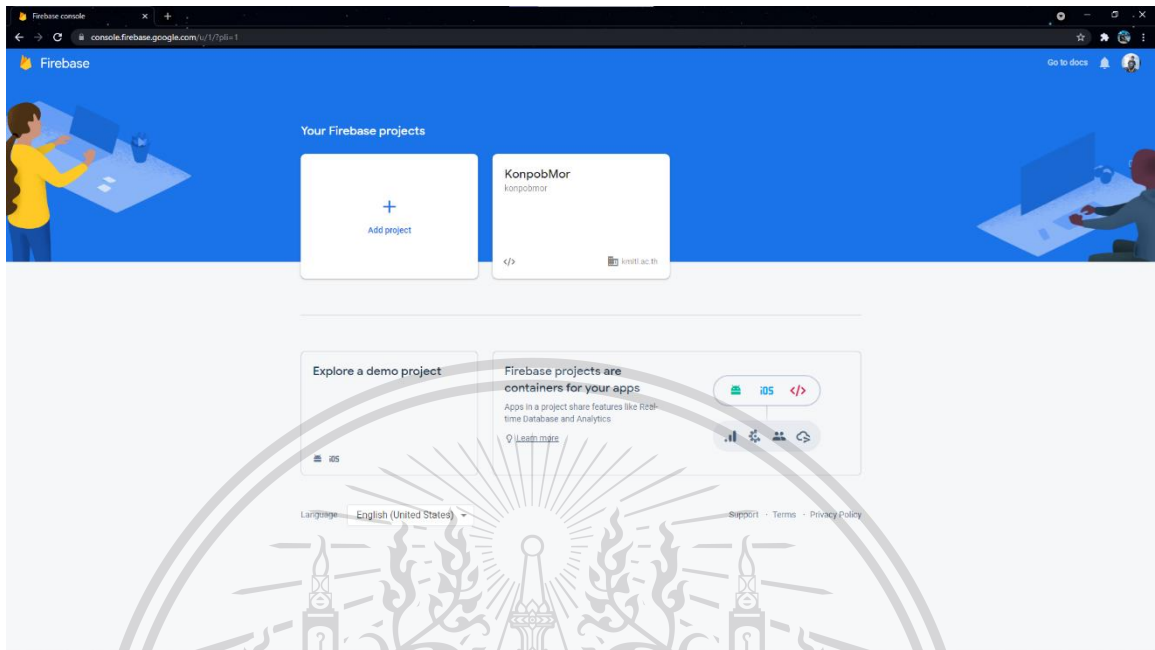 Firebase console
console.firebase.google.com/u/1/?pli=1
Firebase
Go to docs
Your Firebase projects
Add project
KonpobMor
konpobmor
</>
kmitl.ac.th
Explore a demo project
iOS
Firebase projects are
containers for your apps
Apps in a project share features like Real-
time Database and Analytics
Learn more
iOS </>
Language English (United States)
Support · Terms · Privacy Policy